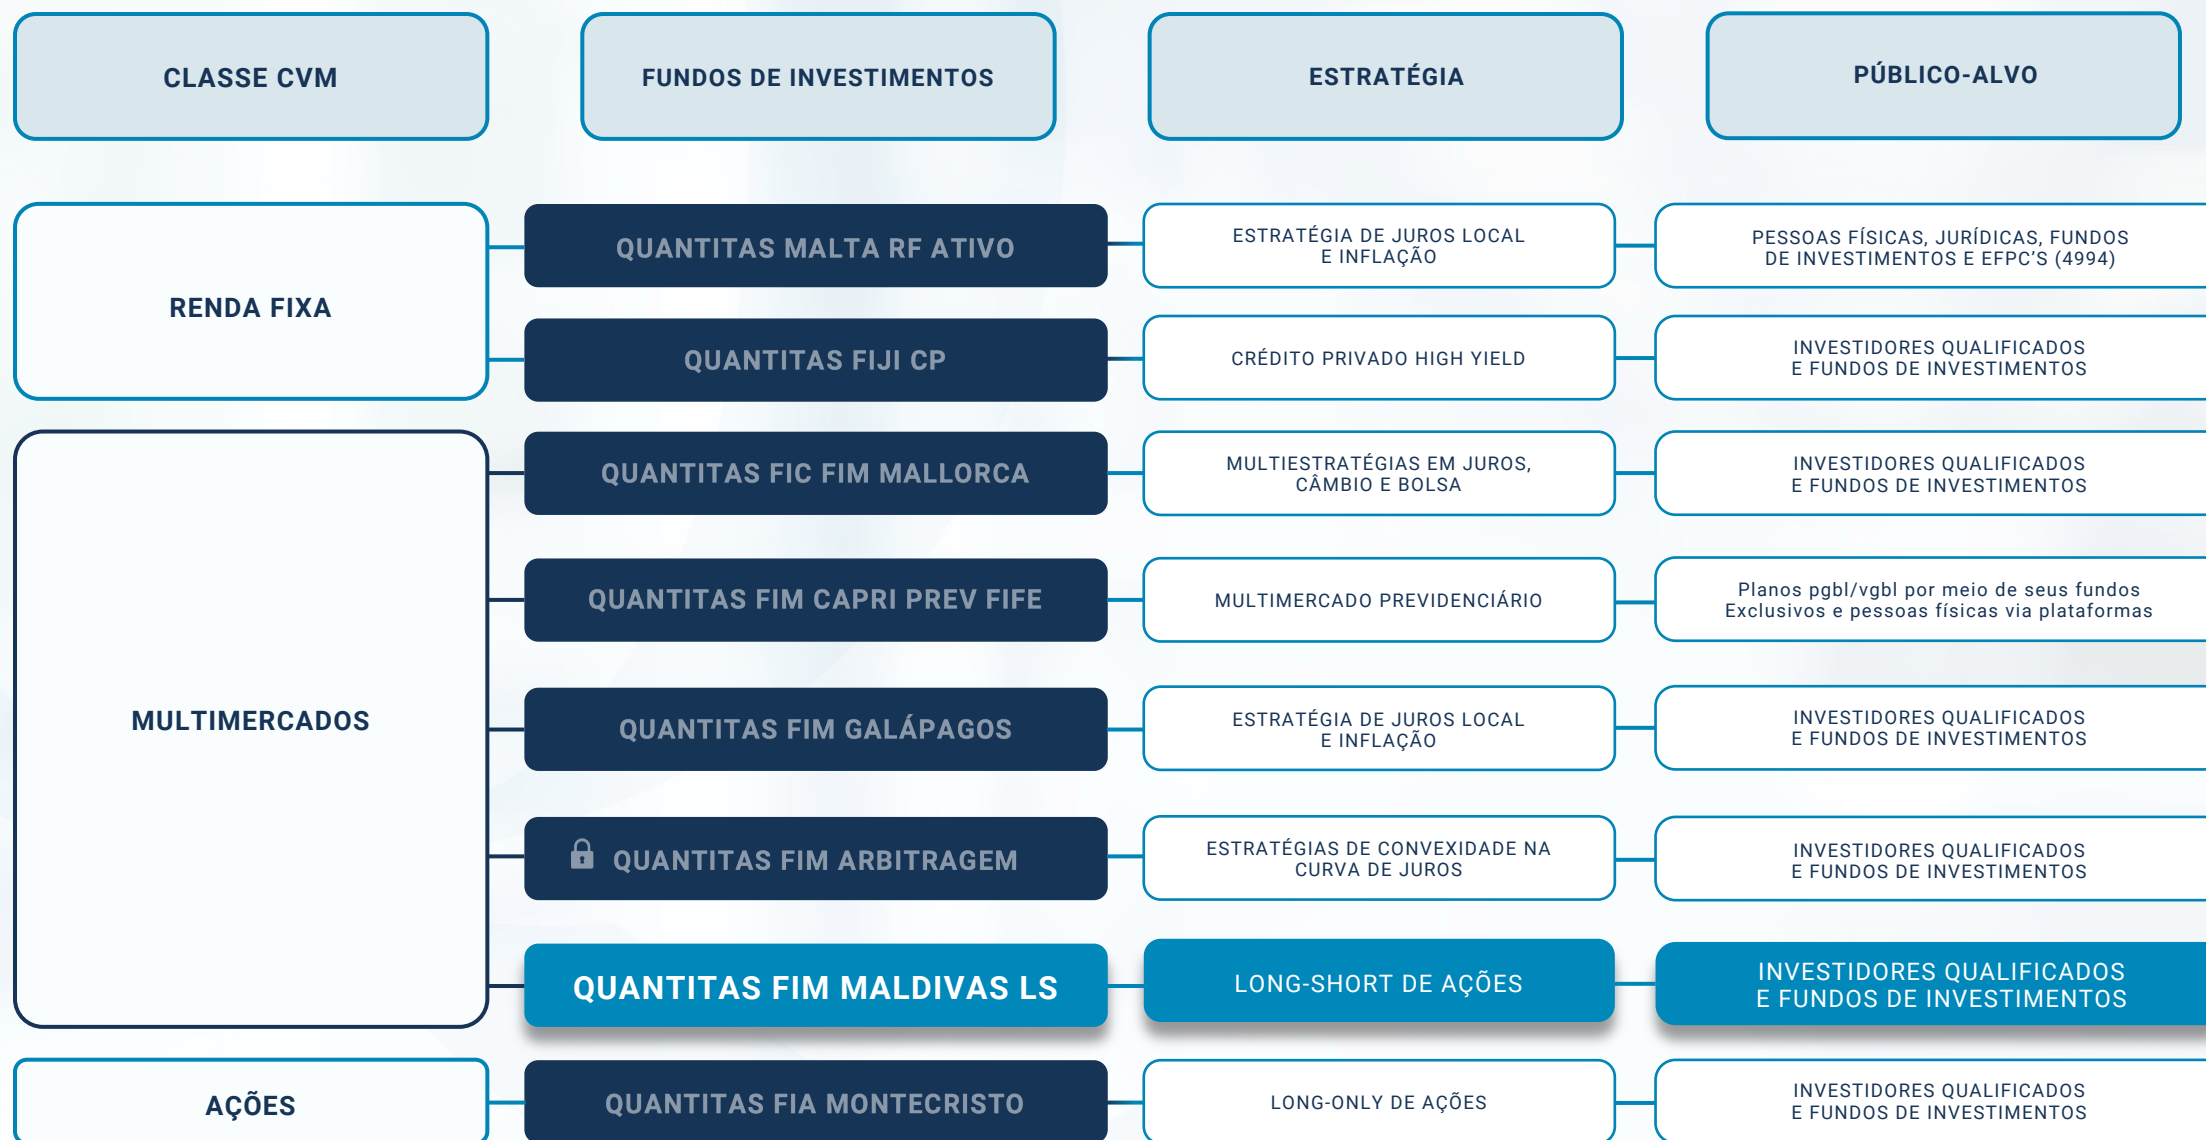 CLASSE CVM
FUNDOS DE INVESTIMENTOS
ESTRATÉGIA
PÚBLICO-ALVO
RENDA FIXA
QUANTITAS MALTA RF ATIVO
ESTRATÉGIA DE JUROS LOCAL
E INFLAÇÃO
PESSOAS FÍSICAS, JURÍDICAS, FUNDOS
DE INVESTIMENTOS E EFPC’S (4994)
QUANTITAS FIJI CP
CRÉDITO PRIVADO HIGH YIELD
INVESTIDORES QUALIFICADOS
E FUNDOS DE INVESTIMENTOS
MULTIMERCADOS
QUANTITAS FIC FIM MALLORCA
MULTIESTRATÉGIAS EM JUROS,
CÂMBIO E BOLSA
INVESTIDORES QUALIFICADOS
E FUNDOS DE INVESTIMENTOS
QUANTITAS FIM CAPRI PREV FIFE
MULTIMERCADO PREVIDENCIÁRIO
Planos pgbl/vgbl por meio de seus fundos
Exclusivos e pessoas físicas via plataformas
QUANTITAS FIM GALÁPAGOS
ESTRATÉGIA DE JUROS LOCAL
E INFLAÇÃO
INVESTIDORES QUALIFICADOS
E FUNDOS DE INVESTIMENTOS
QUANTITAS FIM ARBITRAGEM
ESTRATÉGIAS DE CONVEXIDADE NA
CURVA DE JUROS
INVESTIDORES QUALIFICADOS
E FUNDOS DE INVESTIMENTOS
QUANTITAS FIM MALDIVAS LS
LONG-SHORT DE AÇÕES
INVESTIDORES QUALIFICADOS
E FUNDOS DE INVESTIMENTOS
AÇÕES
QUANTITAS FIA MONTECRISTO
LONG-ONLY DE AÇÕES
INVESTIDORES QUALIFICADOS
E FUNDOS DE INVESTIMENTOS